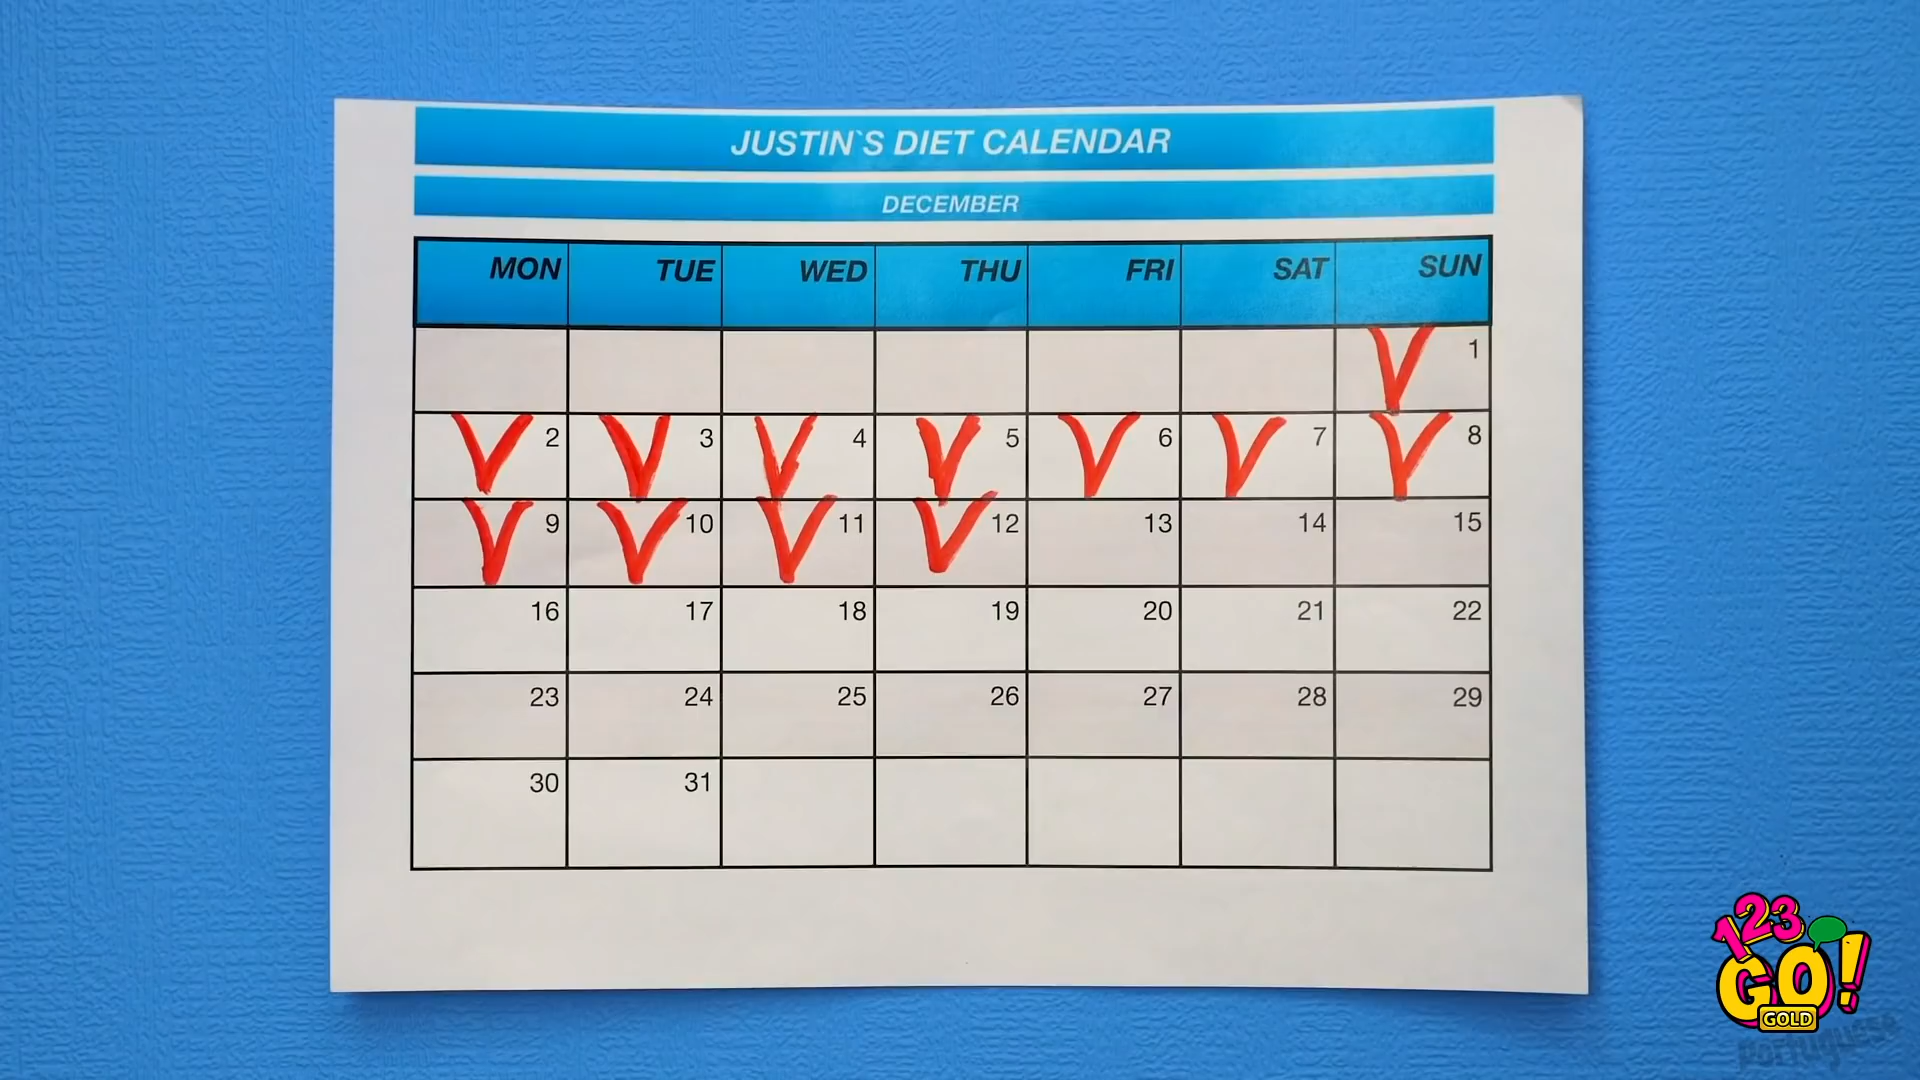 JUSTIN`S DIET CALENDAR
DECEMBER
MON TUE WED THU FRI SAT SUN
1
2 3 4 5 6 7 8
9 10 11 12 13 14 15
16 17 18 19 20 21 22
23 24 25 26 27 28 29
30 31
123
GO!
GOLD
Portuguese